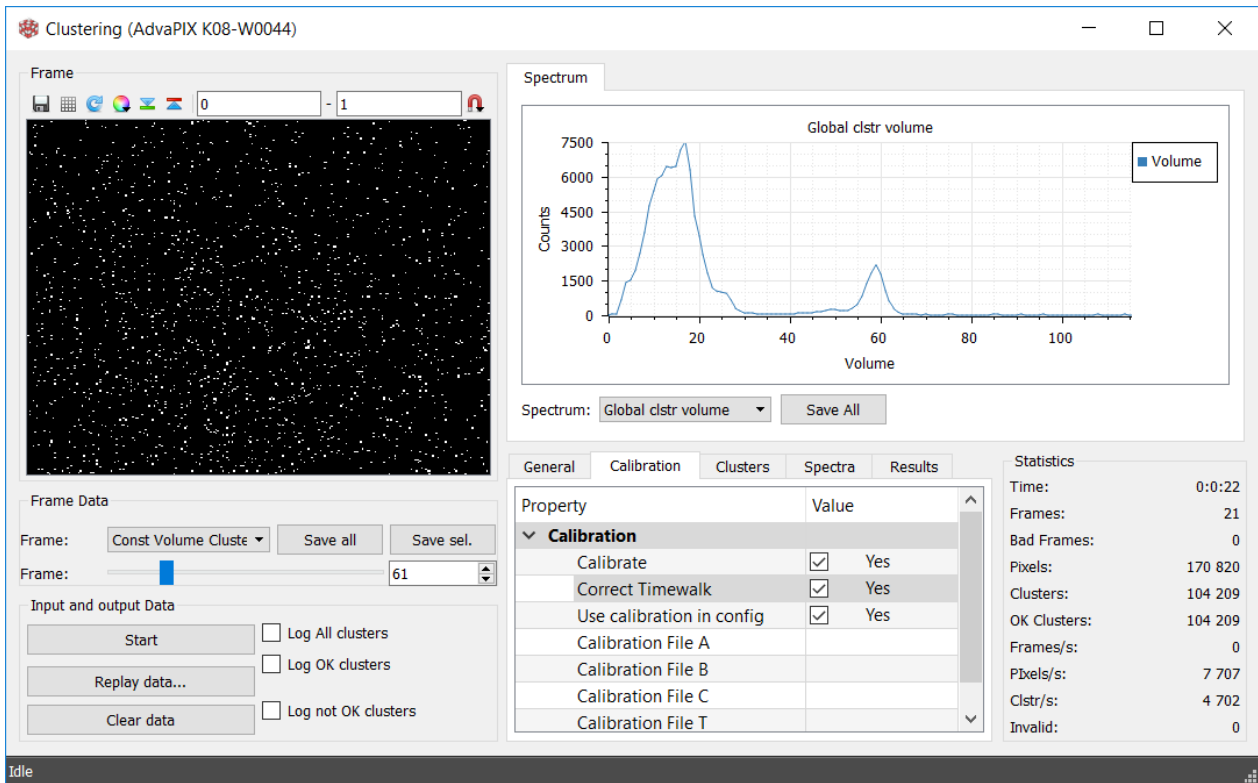 Clustering (AdvaPIX K08-W0044)
Frame
0 - 1
Frame Data
Frame: Const Volume Cluste Save all Save sel.
Frame: 61
Input and output Data
Start
Log All clusters
Log OK clusters
Replay data...
Log not OK clusters
Clear data
Spectrum
Global clstr volume
7500
6000
4500
3000
1500
0
Counts
0 20 40 60 80 100
Volume
Volume
Spectrum: Global clstr volume Save All
General Calibration Clusters Spectra Results
Property Value
Calibration
Calibrate Yes
Correct Timewalk Yes
Use calibration in config Yes
Calibration File A
Calibration File B
Calibration File C
Calibration File T
Statistics
Time: 0:0:22
Frames: 21
Bad Frames: 0
Pixels: 170 820
Clusters: 104 209
OK Clusters: 104 209
Frames/s: 0
PIxels/s: 7 707
Clstr/s: 4 702
Invalid: 0
Idle